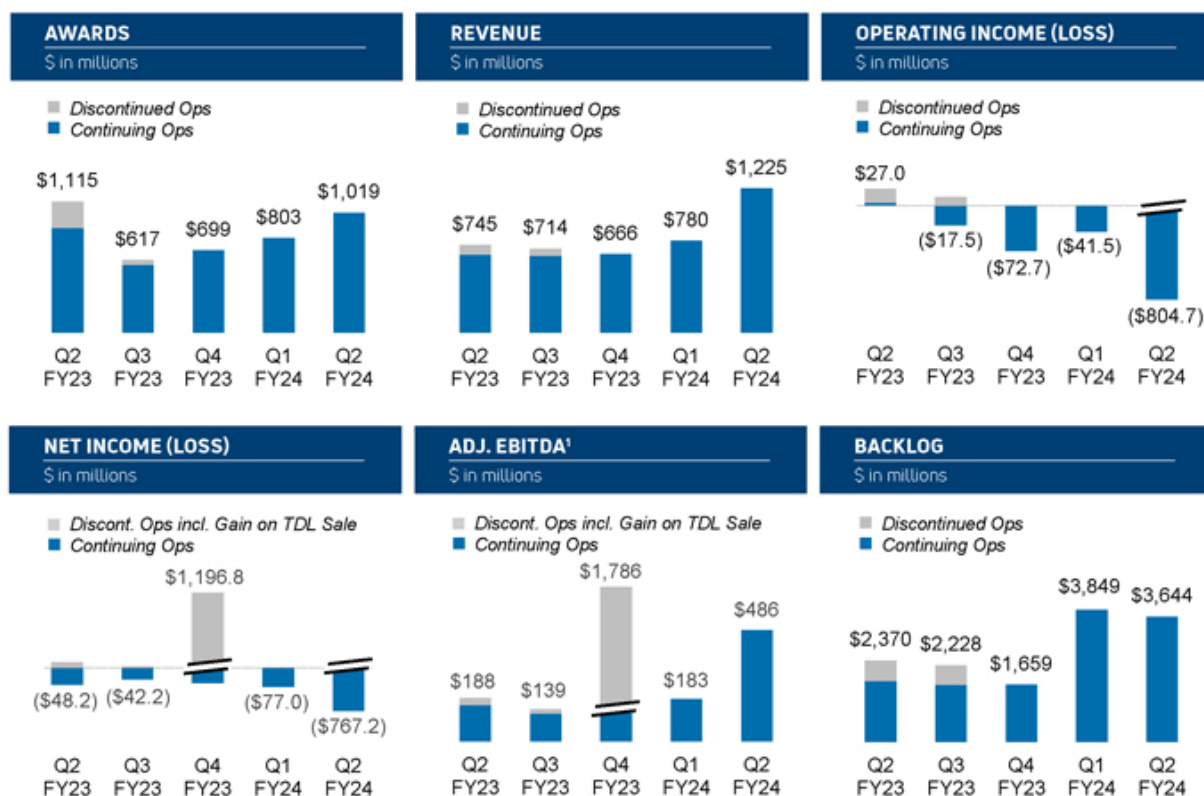 AWARDS
$ in millions
Discontinued Ops
Continuing Ops
$1,115
$617
$699
$803
$1,019
Q2 Q3 Q4 Q1 Q2
FY23 FY23 FY23 FY24 FY24
REVENUE
$ in millions
Discontinued Ops
Continuing Ops
$745
$714
$666
$780
$1,225
Q2 Q3 Q4 Q1 Q2
FY23 FY23 FY23 FY24 FY24
OPERATING INCOME (LOSS)
$ in millions
Discontinued Ops
Continuing Ops
$27.0
($17.5)
($72.7)
($41.5)
($804.7)
Q2 Q3 Q4 Q1 Q2
FY23 FY23 FY23 FY24 FY24
NET INCOME (LOSS)
$ in millions
Discont. Ops incl. Gain on TDL Sale
Continuing Ops
($48.2)
($42.2)
$1,196.8
($77.0)
($767.2)
Q2 Q3 Q4 Q1 Q2
FY23 FY23 FY23 FY24 FY24
ADJ. EBITDA¹
$ in millions
Discont. Ops incl. Gain on TDL Sale
Continuing Ops
$188
$139
$1,786
$183
$486
Q2 Q3 Q4 Q1 Q2
FY23 FY23 FY23 FY24 FY24
BACKLOG
$ in millions
Discontinued Ops
Continuing Ops
$2,370
$2,228
$1,659
$3,849
$3,644
Q2 Q3 Q4 Q1 Q2
FY23 FY23 FY23 FY24 FY24